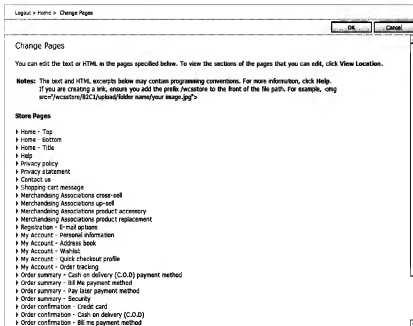 Logout > Home > Change Pages
OK Cancel
Change Pages
You can edit the text or HTML in the pages specified below. To view the sections of the pages that you can edit, click View Location.
Notes: The text and HTML excerpts below may contain programming conventions. For more information, click Help.
If you are creating a link, ensure you add the prefix /wcsstore to the front of the file path. For example, <img
src="/wcsstore/B2C1/upload/folder name/your image.jpg">
Store Pages
Home - Top
Home - Bottom
Home - Title
Help
Privacy policy
Privacy statement
Contact us
Shopping cart message
Merchandising Associations cross-sell
Merchandising Associations up-sell
Merchandising Associations product accessory
Merchandising Associations product replacement
Registration - E-mail options
My Account - Personal information
My Account - Address book
My Account - Wishlist
My Account - Quick checkout profile
My Account - Order tracking
Order summary - Cash on delivery (C.O.D) payment method
Order summary - Bill Me payment method
Order summary - Pay later payment method
Order summary - Security
Order confirmation - Credit card
Order confirmation - Cash on delivery (C.O.D)
Order confirmation - Bill me payment method